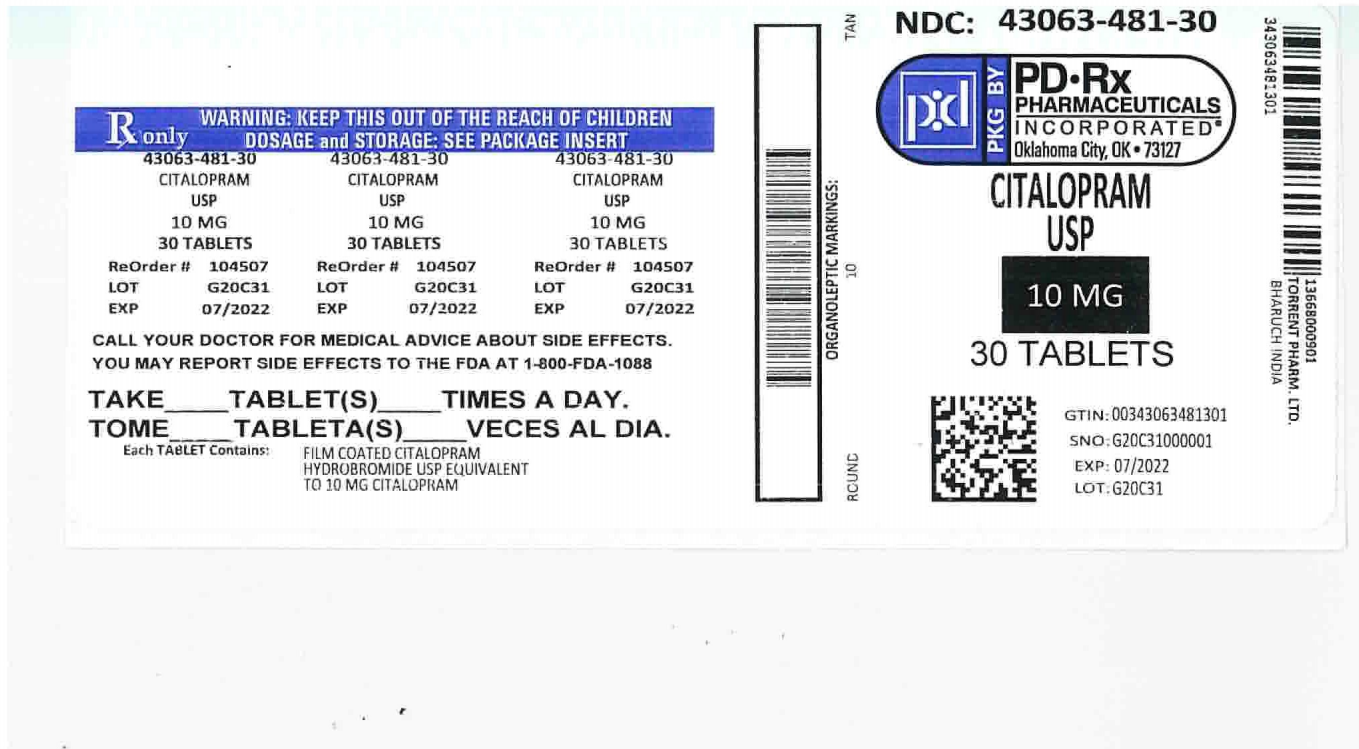 Rx only
WARNING: KEEP THIS OUT OF THE REACH OF CHILDREN
DOSAGE and STORAGE: SEE PACKAGE INSERT
43063-481-30 43063-481-30 43063-481-30
CITALOPRAM CITALOPRAM CITALOPRAM
USP USP USP
10 MG 10 MG 10 MG
30 TABLETS 30 TABLETS 30 TABLETS
ReOrder # 104507 ReOrder # 104507 ReOrder # 104507
LOT G20C31 LOT G20C31 LOT G20C31
EXP 07/2022 EXP 07/2022 EXP 07/2022
CALL YOUR DOCTOR FOR MEDICAL ADVICE ABOUT SIDE EFFECTS.
YOU MAY REPORT SIDE EFFECTS TO THE FDA AT 1-800-FDA-1088
TAKE____TABLET(S)____TIMES A DAY.
TOME____TABLETA(S)____VECES AL DIA.
Each TABLET Contains: FILM COATED CITALOPRAM
HYDROBROMIDE USP EQUIVALENT
TO 10 MG CITALOPRAM
ORGANOLEPTIC MARKINGS:
ROUND 10 TAN
NDC: 43063-481-30
PKG BY
PD•Rx
PHARMACEUTICALS
INCORPORATED®
Oklahoma City, OK • 73127
CITALOPRAM
USP
10 MG
30 TABLETS
GTIN: 00343063481301
SNO: G20C31000001
EXP: 07/2022
LOT: G20C31
343063481301
13668000901
TORRENT PHARM. LTD.
BHARUCH INDIA